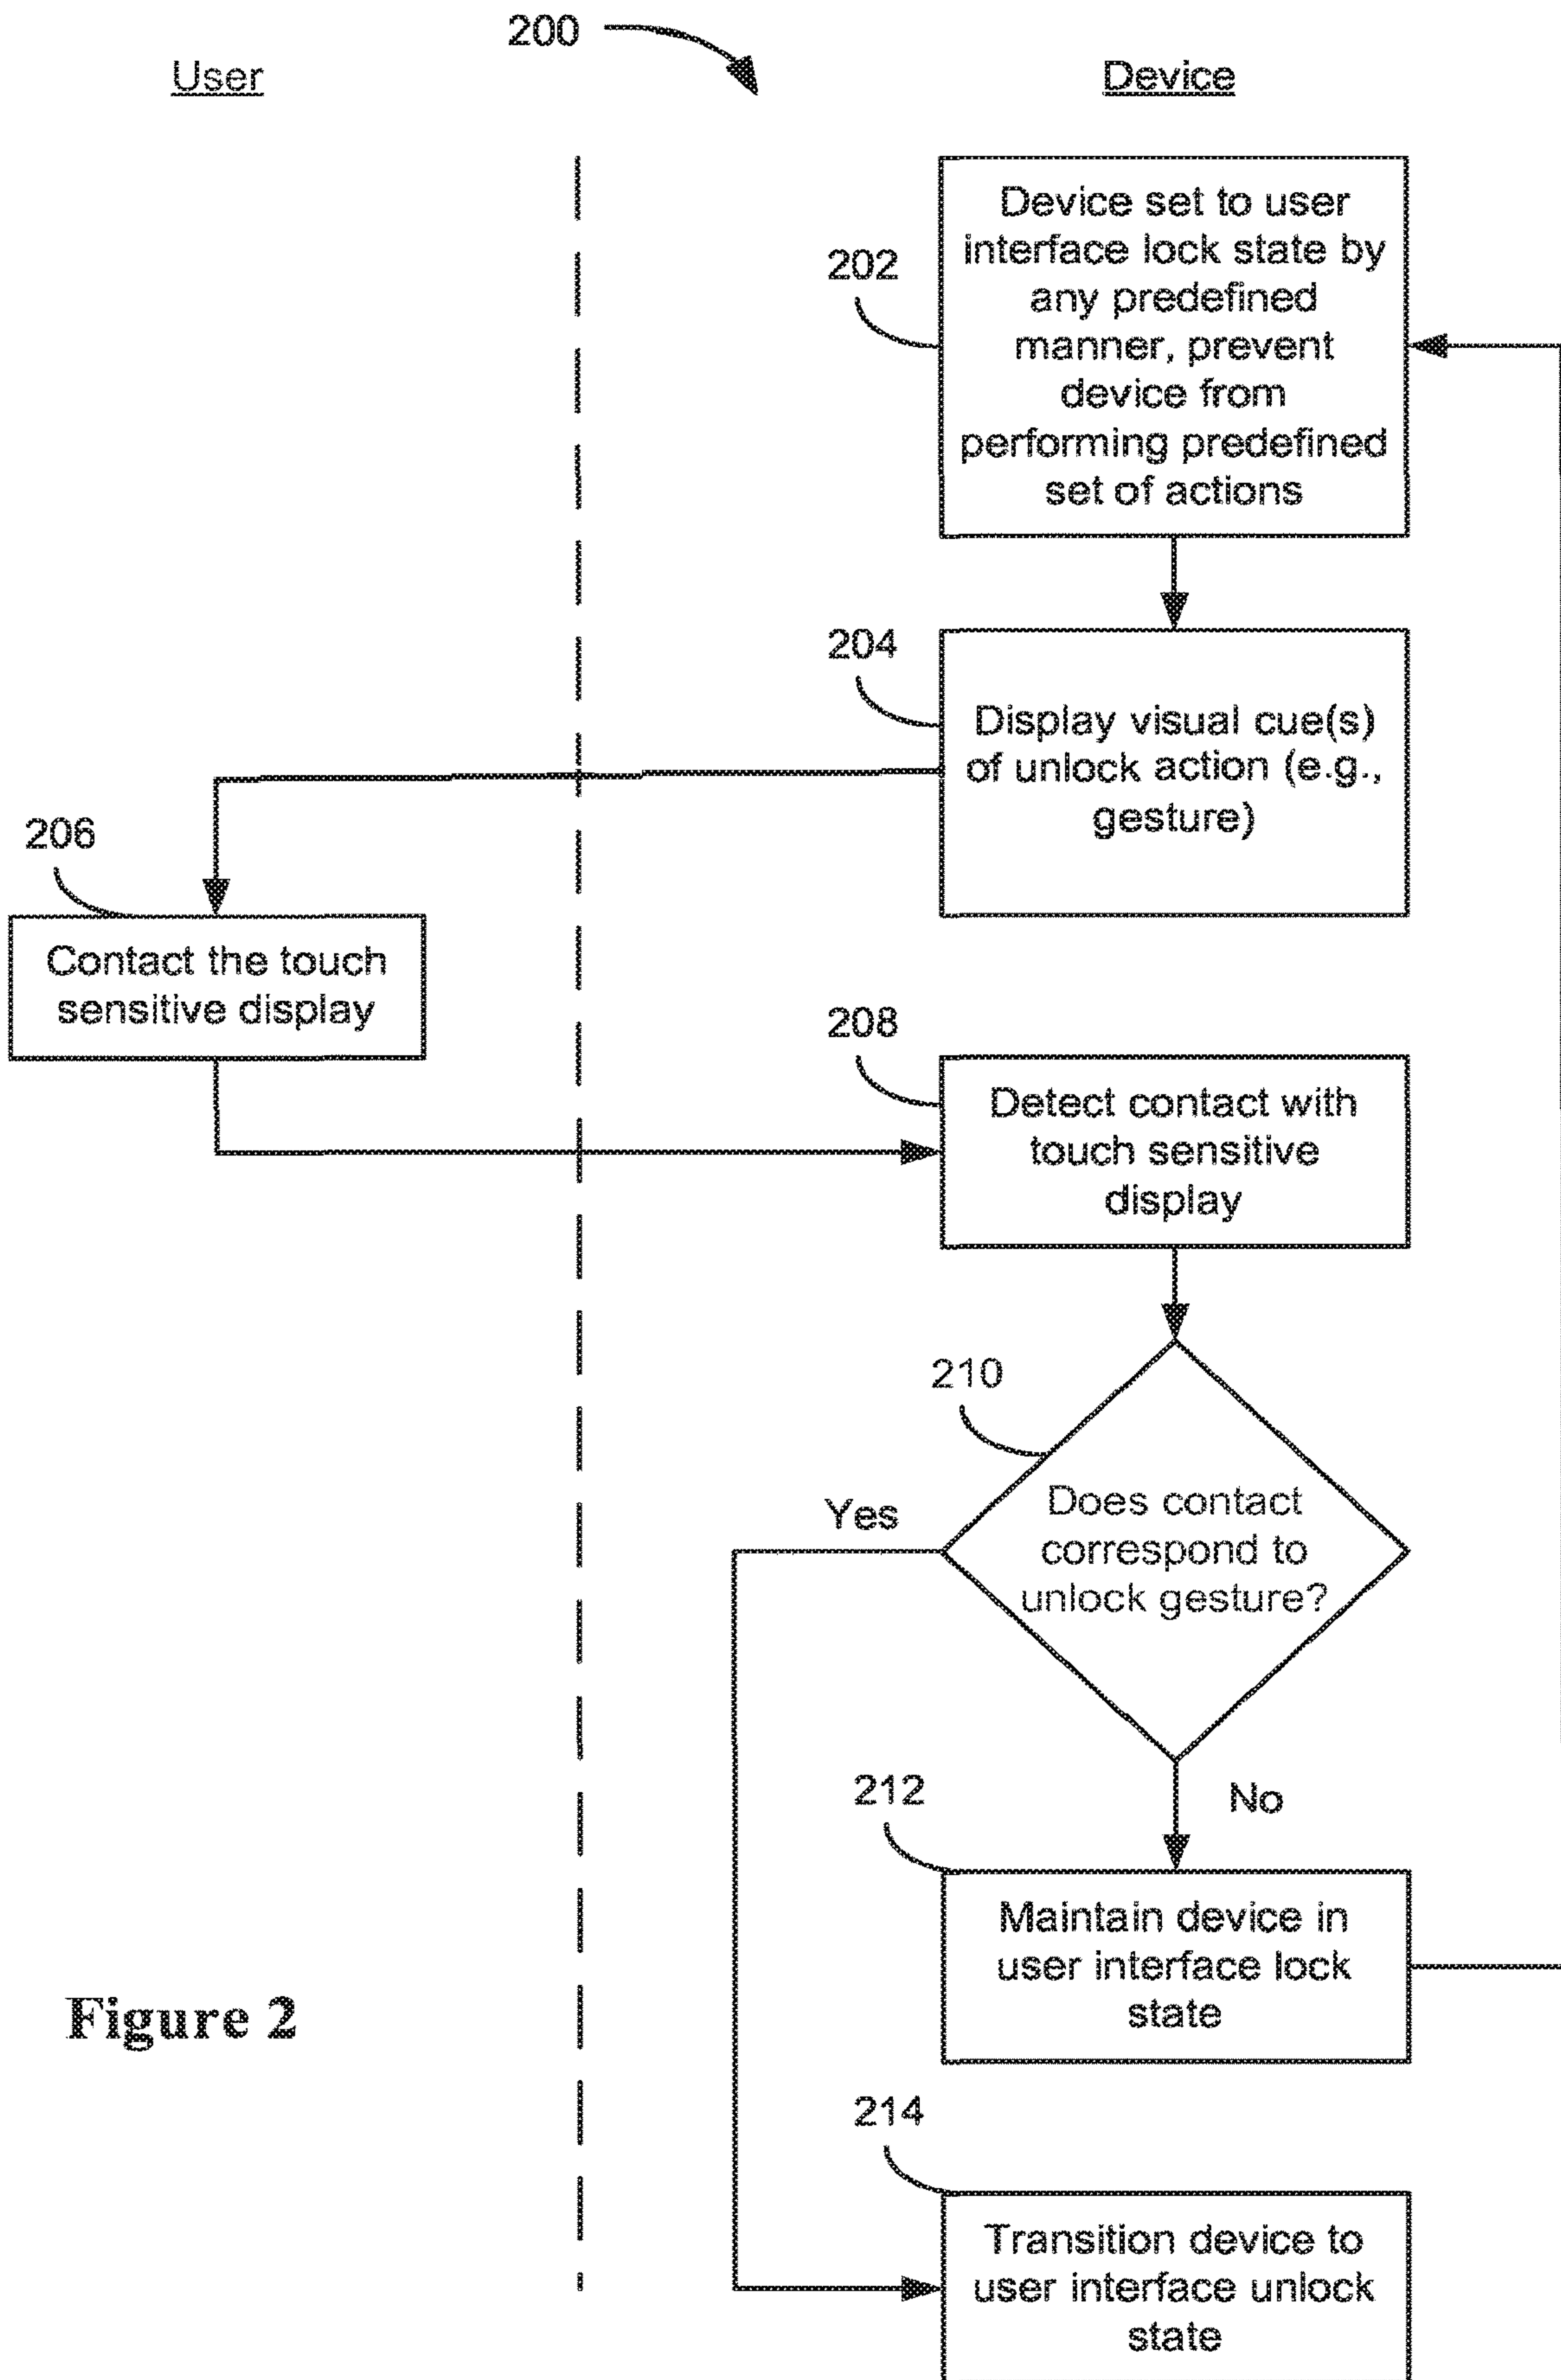 200
User
Device
202
Device set to user
interface lock state by
any predefined
manner, prevent
device from
performing predefined
set of actions
204
Display visual cue(s)
of unlock action (e.g.,
gesture)
206
Contact the touch
sensitive display
208
Detect contact with
touch sensitive
display
210
Does contact
correspond to
unlock gesture?
Yes
No
212
Maintain device in
user interface lock
state
Figure 2
214
Transition device to
user interface unlock
state